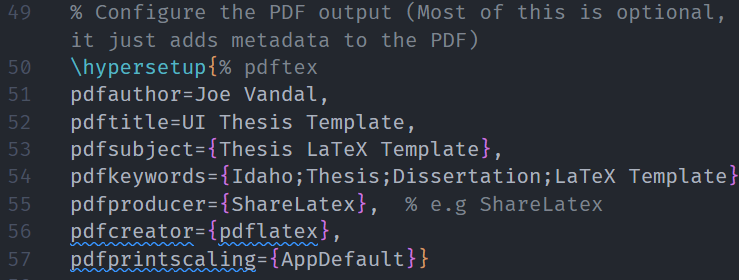 49 % Configure the PDF output (Most of this is optional,
it just adds metadata to the PDF)
50 \hypersetup{% pdftex
51 pdfauthor=Joe Vandal,
52 pdftitle=UI Thesis Template,
53 pdfsubject={Thesis LaTeX Template},
54 pdfkeywords={Idaho;Thesis;Dissertation;LaTeX Template}
55 pdfproducer={ShareLatex},  % e.g ShareLatex
56 pdfcreator={pdflatex},
57 pdfprintscaling={AppDefault}}